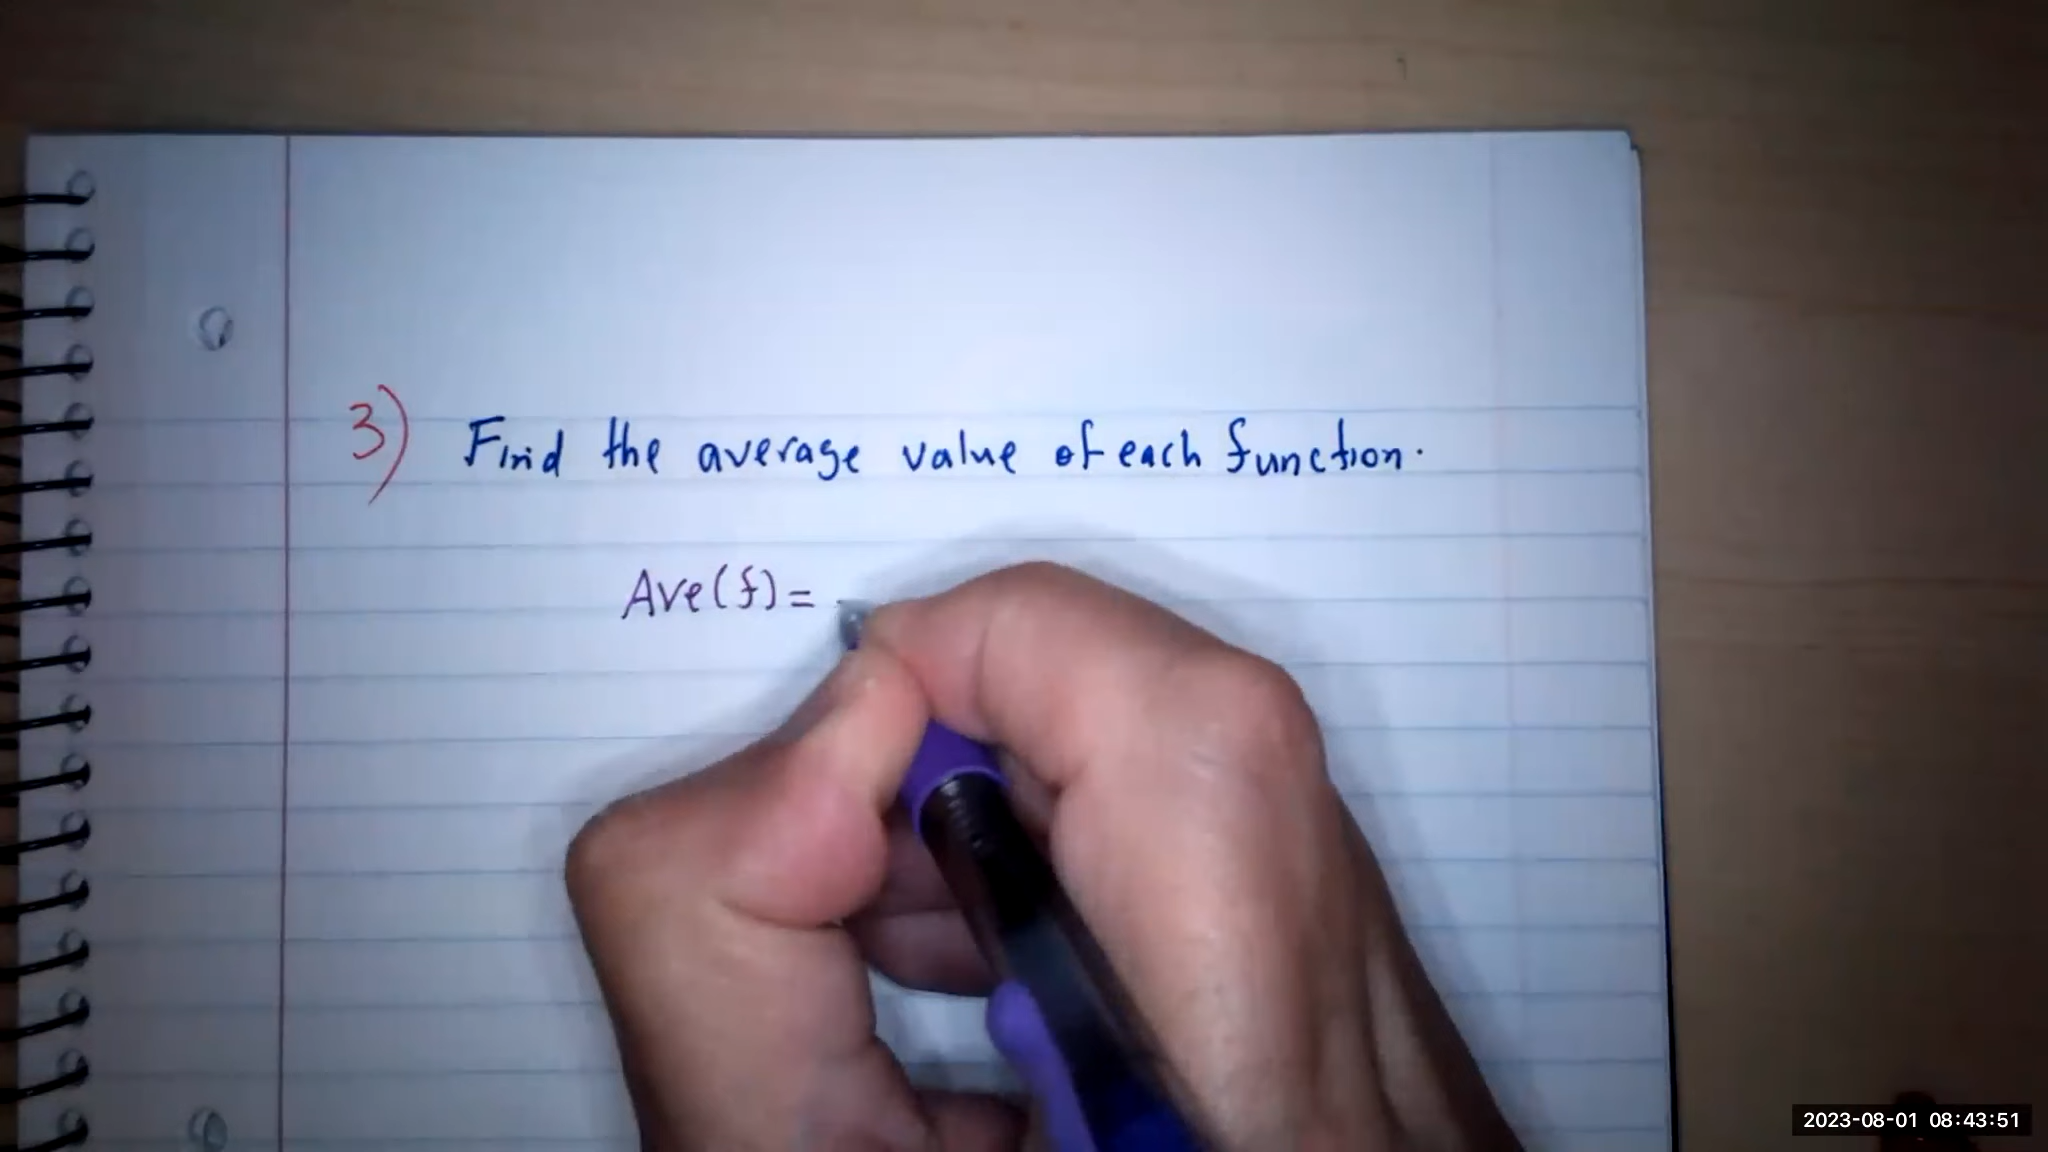 3) Find the average value of each function.
Ave(f) =
2023-08-01 08:43:51